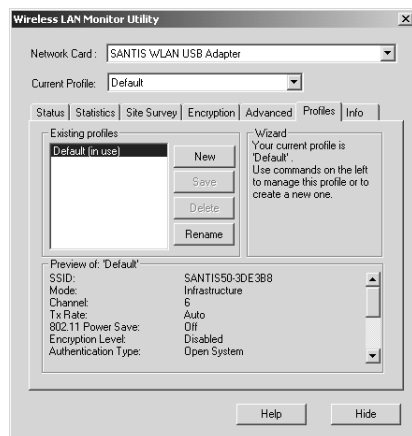 Wireless LAN Monitor Utility
Network Card : SANTIS WLAN USB Adapter
Current Profile: Default
Status Statistics Site Survey Encryption Advanced Profiles Info
Existing profiles
Default (in use)
New
Save
Delete
Rename
Wizard
Your current profile is
'Default' .
Use commands on the left
to manage this profile or to
create a new one.
Preview of: 'Default'
SSID: SANTIS50-3DE3B8
Mode: Infrastructure
Channel: 6
Tx Rate: Auto
802.11 Power Save: Off
Encryption Level: Disabled
Authentication Type: Open System
Help Hide